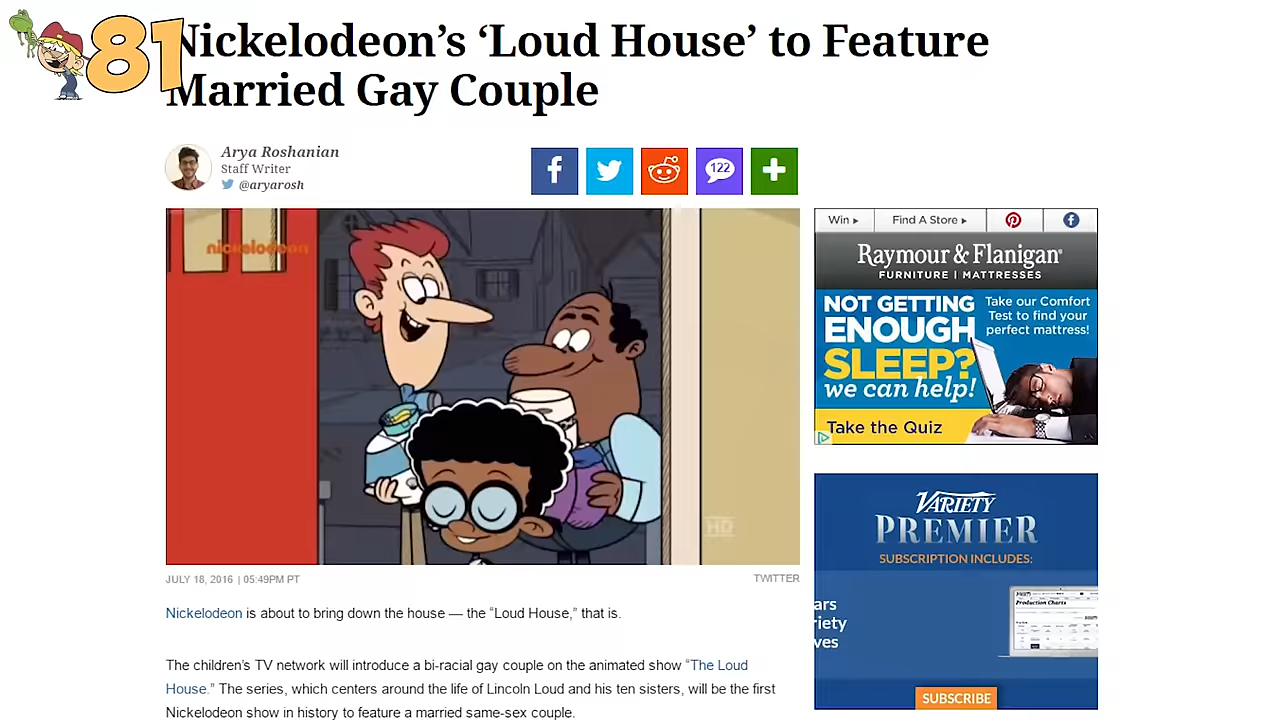 81
Nickelodeon's ‘Loud House’ to Feature
Married Gay Couple
Arya Roshanian
Staff Writer
@aryarosh
f
122
+
nickelodeon
HD
JULY 18, 2016 | 05:49PM PT
TWITTER
Nickelodeon is about to bring down the house — the “Loud House,” that is.
The children's TV network will introduce a bi-racial gay couple on the animated show “The Loud
House.” The series, which centers around the life of Lincoln Loud and his ten sisters, will be the first
Nickelodeon show in history to feature a married same-sex couple.
Win
Find A Store
Raymour & Flanigan
FURNITURE | MATTRESSES
NOT GETTING
ENOUGH
SLEEP?
we can help!
Take our Comfort
Test to find your
perfect mattress!
Take the Quiz
VARIETY
PREMIER
SUBSCRIPTION INCLUDES:
ars
riety
ves
Production Charts
SUBSCRIBE